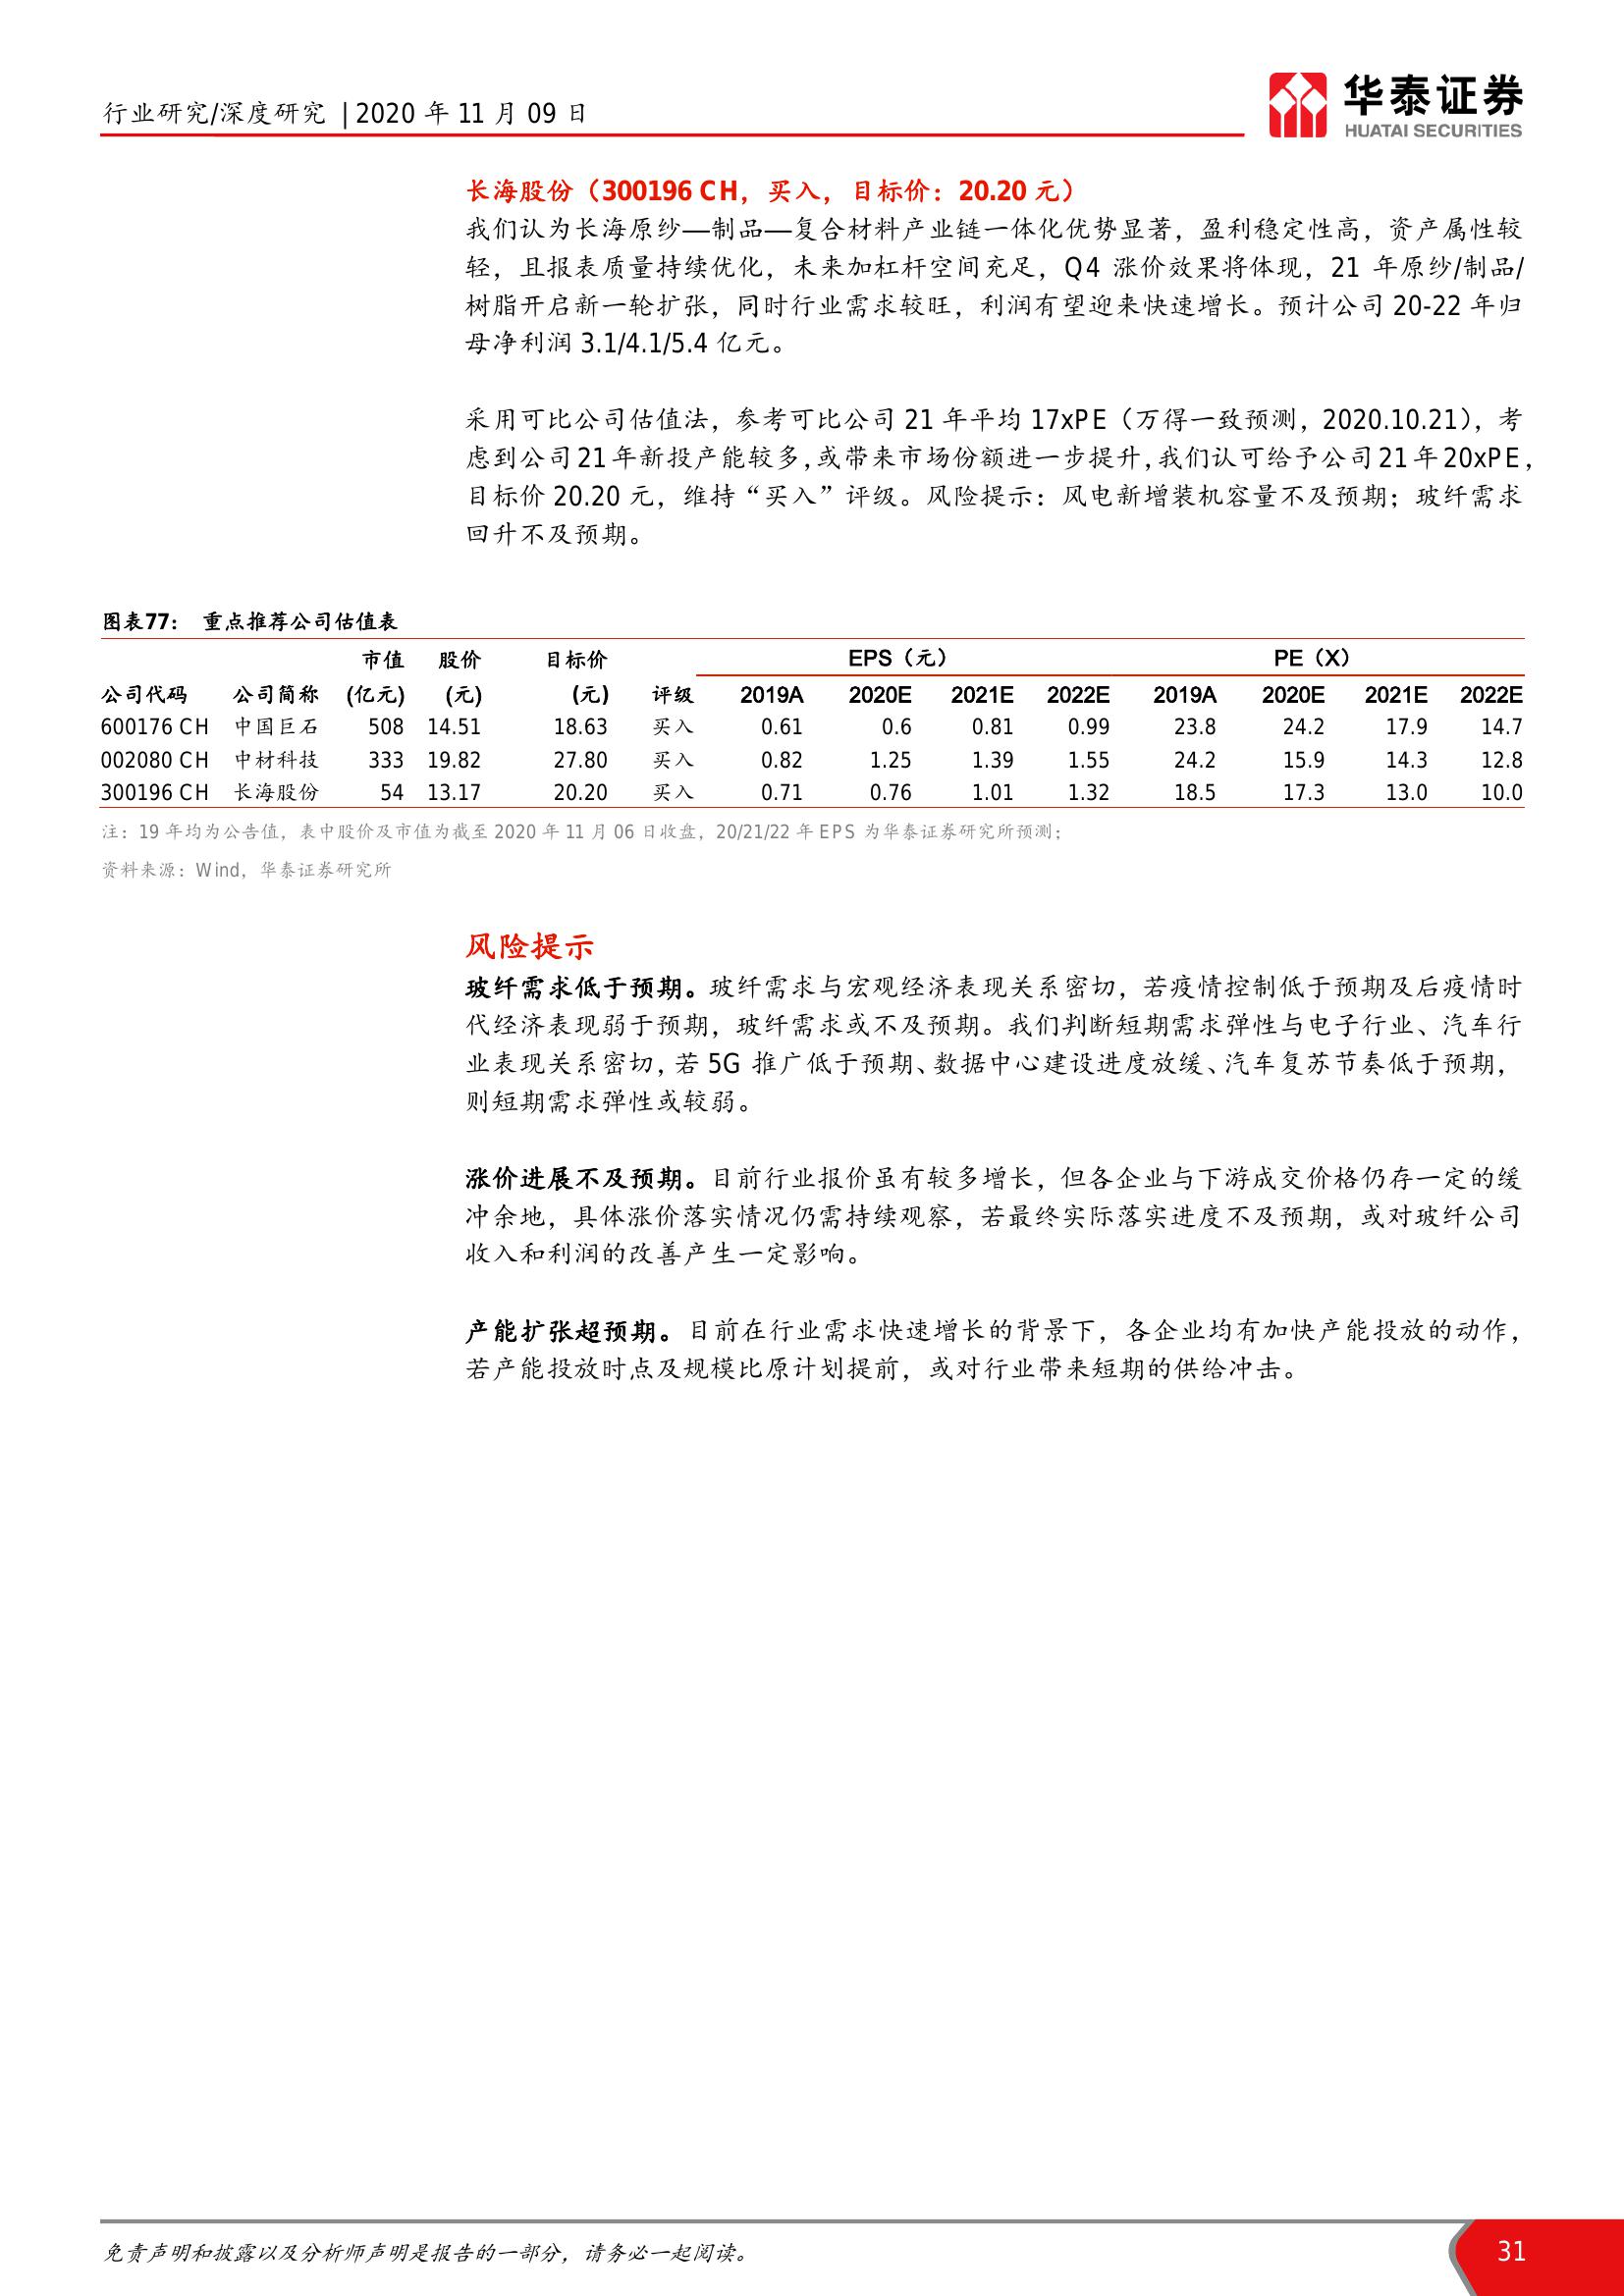 行业研究/深度研究 | 2020 年 11 月 09 日
华泰证券
HUATAI SECURITIES
长海股份（300196 CH，买入，目标价：20.20 元）
我们认为长海原纱—制品—复合材料产业链一体化优势显著，盈利稳定性高，资产属性较
轻，且报表质量持续优化，未来加杠杆空间充足，Q4 涨价效果将体现，21 年原纱/制品/
树脂开启新一轮扩张，同时行业需求较旺，利润有望迎来快速增长。预计公司 20-22 年归
母净利润 3.1/4.1/5.4 亿元。
采用可比公司估值法，参考可比公司 21 年平均 17xPE（万得一致预测，2020.10.21），考
虑到公司 21 年新投产能较多，或带来市场份额进一步提升，我们认可给予公司 21 年 20xPE，
目标价 20.20 元，维持“买入”评级。风险提示：风电新增装机容量不及预期；玻纤需求
回升不及预期。
图表77： 重点推荐公司估值表
市值 股价 目标价 EPS（元） PE（X）
公司代码 公司简称 (亿元) (元) (元) 评级 2019A 2020E 2021E 2022E 2019A 2020E 2021E 2022E
600176 CH 中国巨石 508 14.51 18.63 买入 0.61 0.6 0.81 0.99 23.8 24.2 17.9 14.7
002080 CH 中材科技 333 19.82 27.80 买入 0.82 1.25 1.39 1.55 24.2 15.9 14.3 12.8
300196 CH 长海股份 54 13.17 20.20 买入 0.71 0.76 1.01 1.32 18.5 17.3 13.0 10.0
注：19 年均为公告值，表中股价及市值为截至 2020 年 11 月 06 日收盘，20/21/22 年 EPS 为华泰证券研究所预测；
资料来源：Wind，华泰证券研究所
风险提示
玻纤需求低于预期。玻纤需求与宏观经济表现关系密切，若疫情控制低于预期及后疫情时
代经济表现弱于预期，玻纤需求或不及预期。我们判断短期需求弹性与电子行业、汽车行
业表现关系密切，若 5G 推广低于预期、数据中心建设进度放缓、汽车复苏节奏低于预期，
则短期需求弹性或较弱。
涨价进展不及预期。目前行业报价虽有较多增长，但各企业与下游成交价格仍存一定的缓
冲余地，具体涨价落实情况仍需持续观察，若最终实际落实进度不及预期，或对玻纤公司
收入和利润的改善产生一定影响。
产能扩张超预期。目前在行业需求快速增长的背景下，各企业均有加快产能投放的动作，
若产能投放时点及规模比原计划提前，或对行业带来短期的供给冲击。
免责声明和披露以及分析师声明是报告的一部分，请务必一起阅读。
31